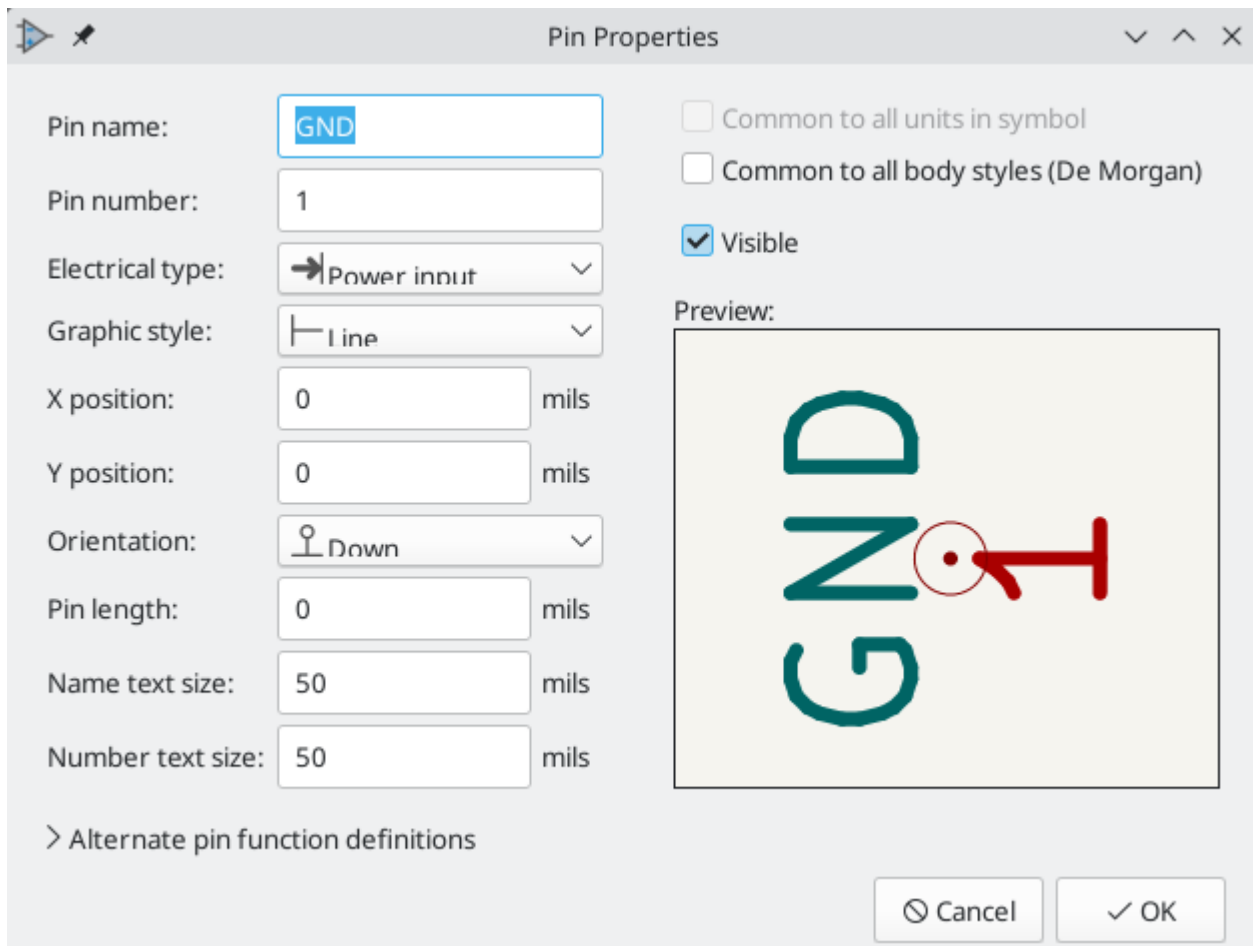 Pin Properties
Pin name:
GND
Pin number:
1
Electrical type:
Power input
Graphic style:
Line
X position:
0
mils
Y position:
0
mils
Orientation:
Down
Pin length:
0
mils
Name text size:
50
mils
Number text size:
50
mils
Alternate pin function definitions
Common to all units in symbol
Common to all body styles (De Morgan)
Visible
Preview:
GND
1
Cancel
OK